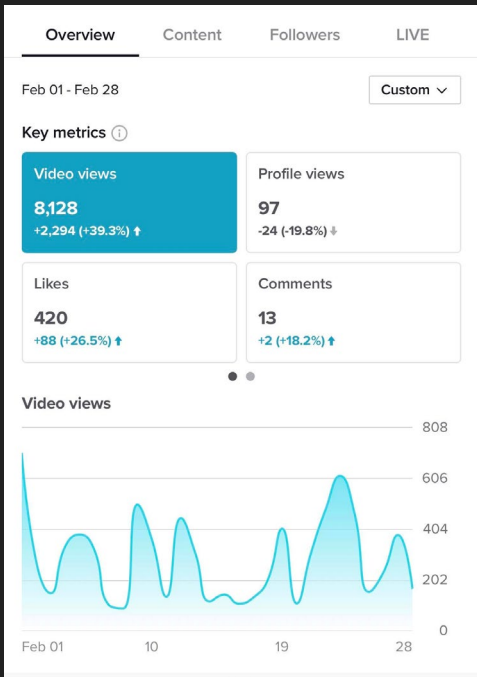 Overview Content Followers LIVE
Feb 01 - Feb 28 Custom
Key metrics
Video views Profile views
8,128 97
+2,294 (+39.3%) -24 (-19.8%)
Likes Comments
420 13
+88 (+26.5%) +2 (+18.2%)
Video views
808
606
404
202
0
Feb 01 10 19 28